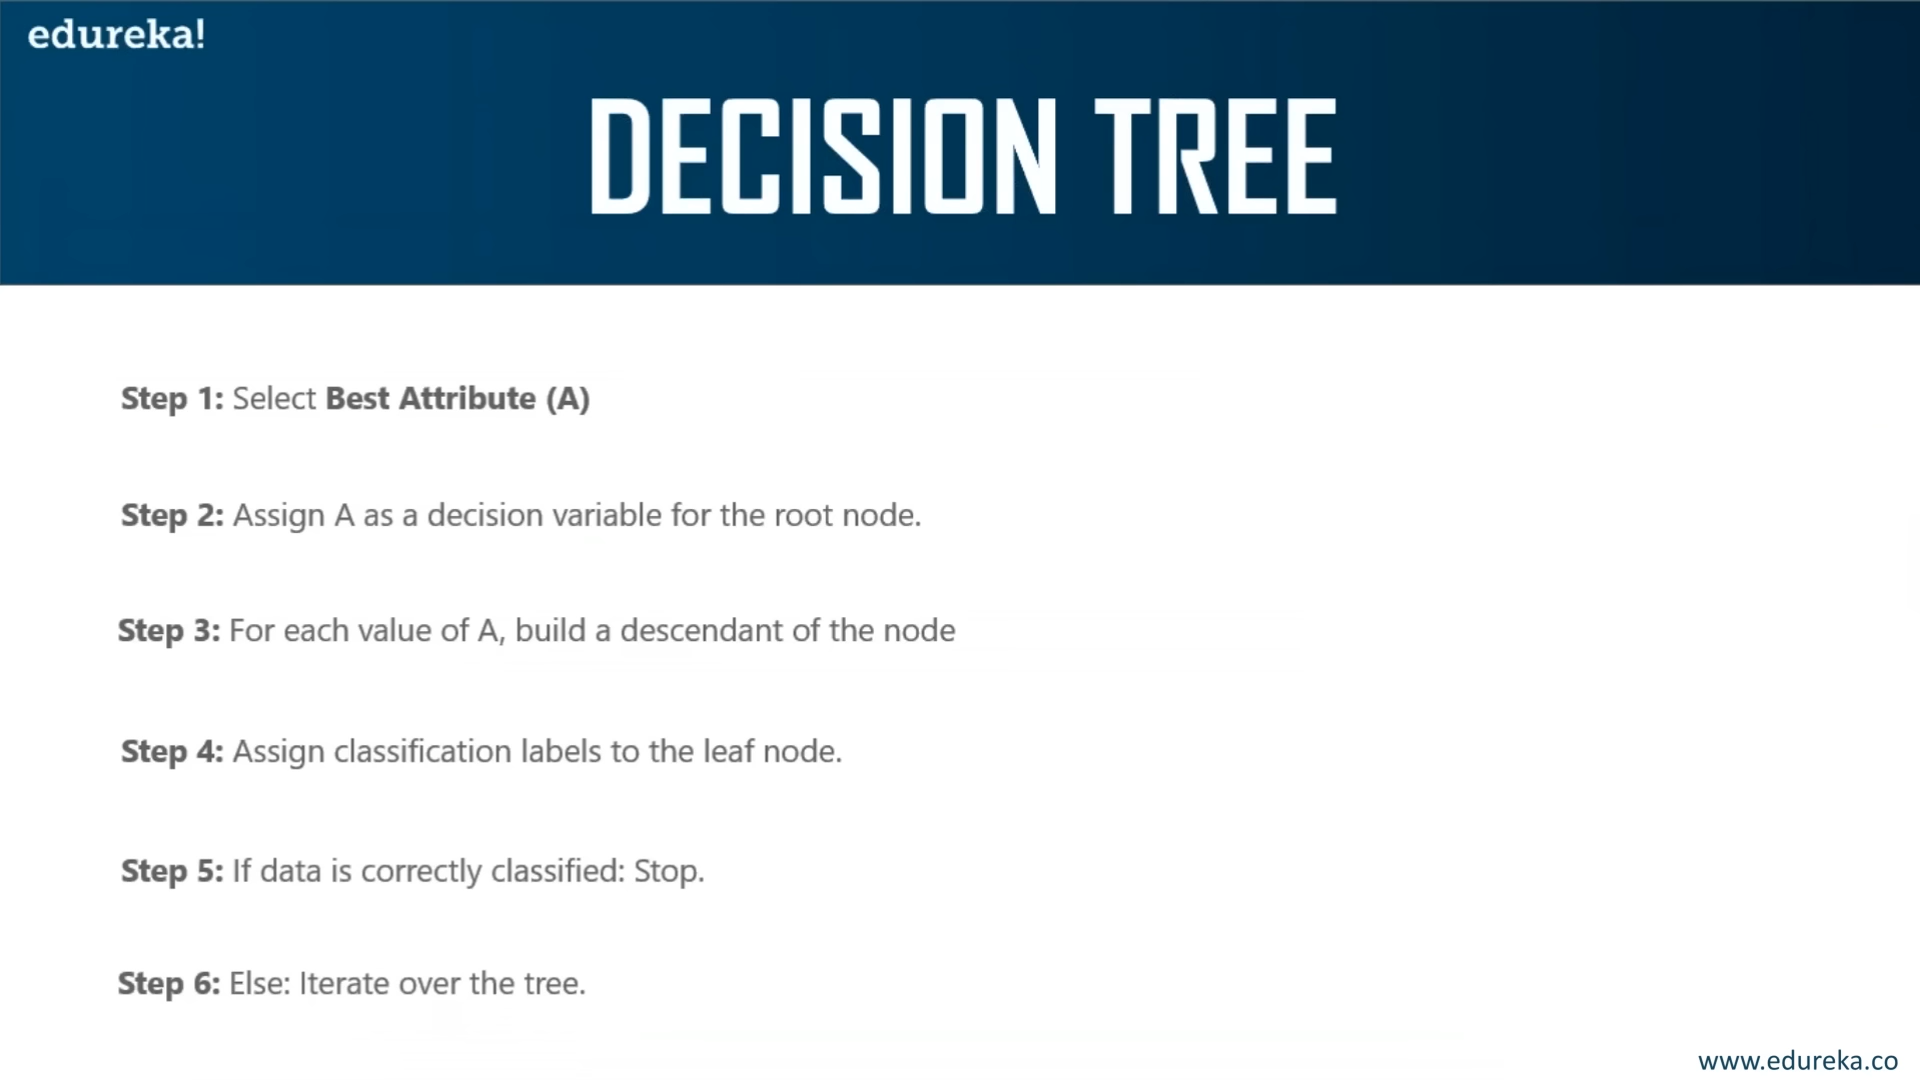 edureka!
DECISION TREE
Step 1: Select Best Attribute (A)
Step 2: Assign A as a decision variable for the root node.
Step 3: For each value of A, build a descendant of the node
Step 4: Assign classification labels to the leaf node.
Step 5: If data is correctly classified: Stop.
Step 6: Else: Iterate over the tree.
www.edureka.co